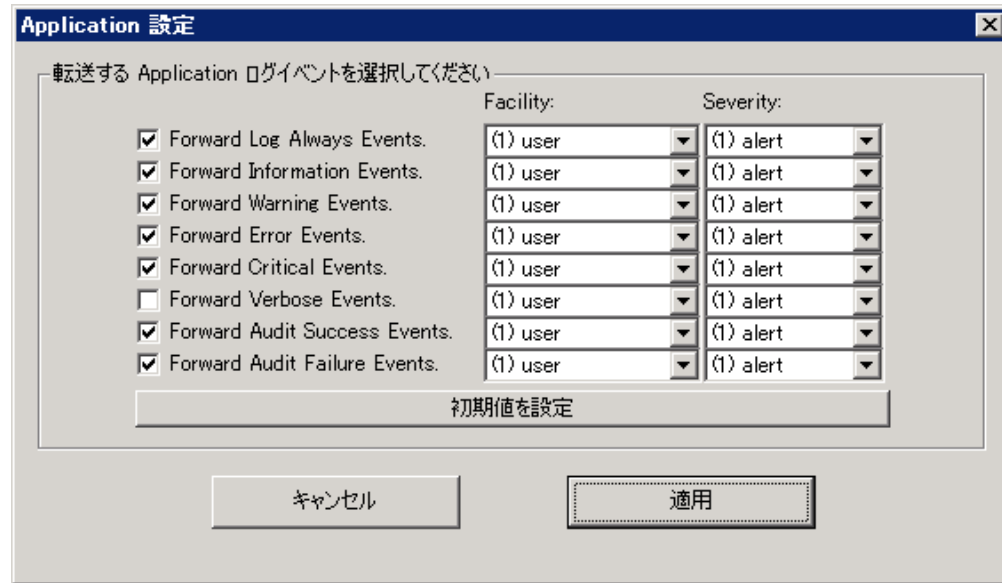 Application 設定
転送する Application ログイベントを選択してください
Facility: Severity:
Forward Log Always Events. (1) user (1) alert
Forward Information Events. (1) user (1) alert
Forward Warning Events. (1) user (1) alert
Forward Error Events. (1) user (1) alert
Forward Critical Events. (1) user (1) alert
Forward Verbose Events. (1) user (1) alert
Forward Audit Success Events. (1) user (1) alert
Forward Audit Failure Events. (1) user (1) alert
初期値を設定
キャンセル 適用